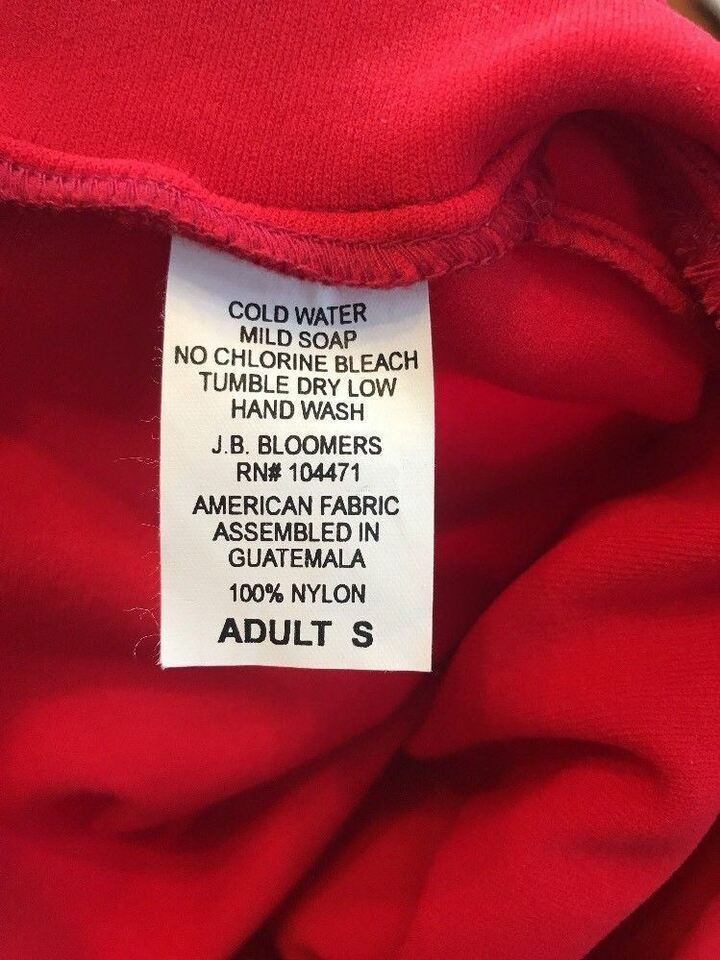 COLD WATER
MILD SOAP
NO CHLORINE BLEACH
TUMBLE DRY LOW
HAND WASH
J.B. BLOOMERS
RN# 104471
AMERICAN FABRIC
ASSEMBLED IN
GUATEMALA
100% NYLON
ADULT S